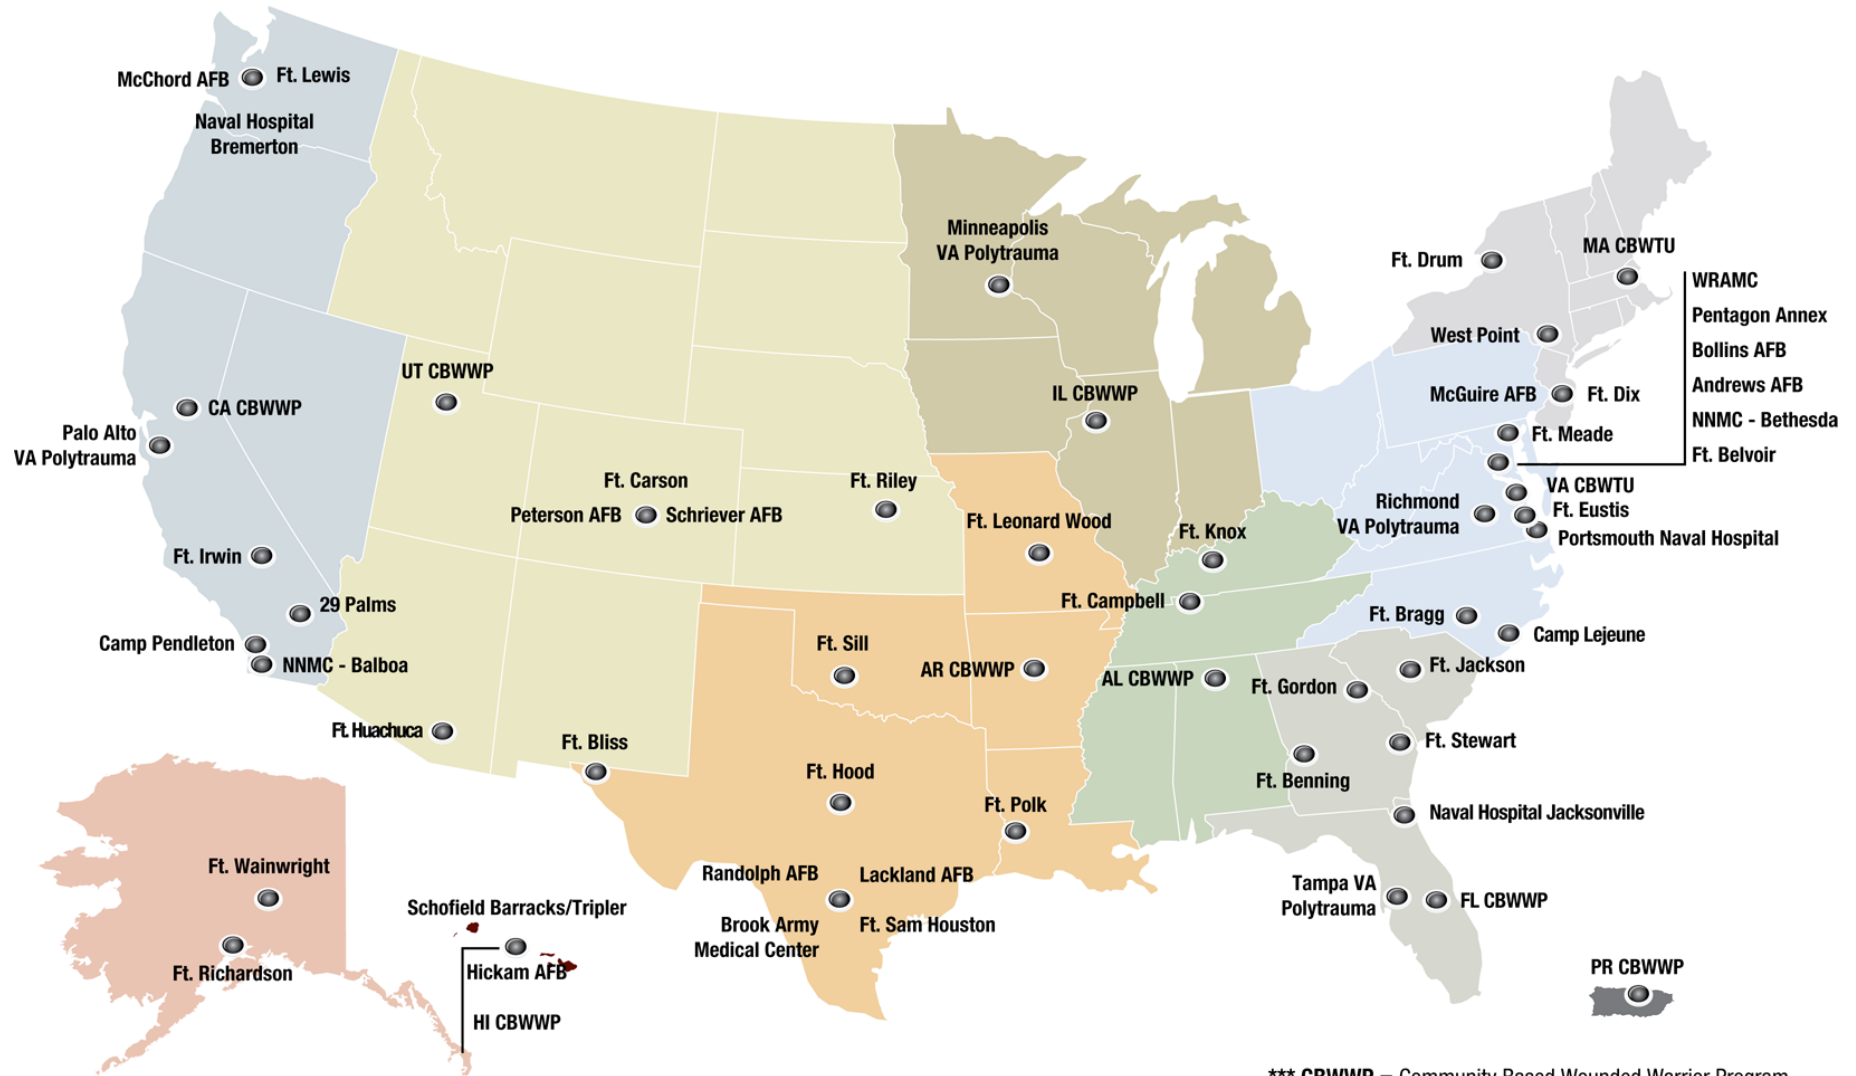 McChord AFB
Ft. Lewis
Naval Hospital
Bremerton
Minneapolis
VA Polytrauma
Ft. Drum
MA CBWTU
WRAMC
Pentagon Annex
Bollins AFB
Andrews AFB
NNMC - Bethesda
Ft. Belvoir
West Point
UT CBWWP
IL CBWWP
McGuire AFB
Ft. Dix
CA CBWWP
Palo Alto
VA Polytrauma
Ft. Meade
Ft. Carson
Peterson AFB
Schriever AFB
Ft. Riley
Ft. Leonard Wood
Ft. Knox
Richmond
VA Polytrauma
VA CBWTU
Ft. Eustis
Portsmouth Naval Hospital
Ft. Irwin
29 Palms
Ft. Campbell
Ft. Bragg
Camp Lejeune
Camp Pendleton
NNMC - Balboa
Ft. Sill
AR CBWWP
AL CBWWP
Ft. Gordon
Ft. Jackson
Ft. Huachuca
Ft. Bliss
Ft. Hood
Ft. Polk
Ft. Benning
Ft. Stewart
Naval Hospital Jacksonville
Ft. Wainwright
Ft. Richardson
Schofield Barracks/Tripler
Hickam AFB
HI CBWWP
Randolph AFB
Lackland AFB
Brook Army
Medical Center
Ft. Sam Houston
Tampa VA
Polytrauma
FL CBWWP
PR CBWWP
*** CBWWP = Community Based Wounded Warrior Program